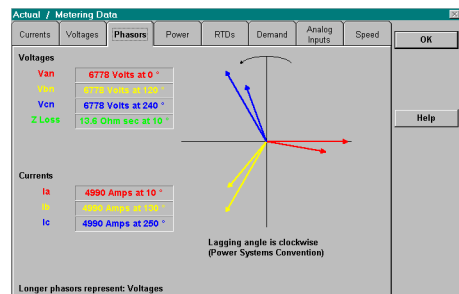 Actual / Metering Data
Currents
Voltages
Phasors
Power
RTDs
Demand
Analog
Inputs
Speed
OK
Help
Voltages
Van 6778 Volts at 0 °
Vbn 6778 Volts at 120 °
Vcn 6778 Volts at 240 °
Z Loss 13.6 Ohm sec at 10 °
Currents
Ia 4990 Amps at 10 °
Ib 4990 Amps at 130 °
Ic 4990 Amps at 250 °
Lagging angle is clockwise
(Power Systems Convention)
Longer phasors represent: Voltages